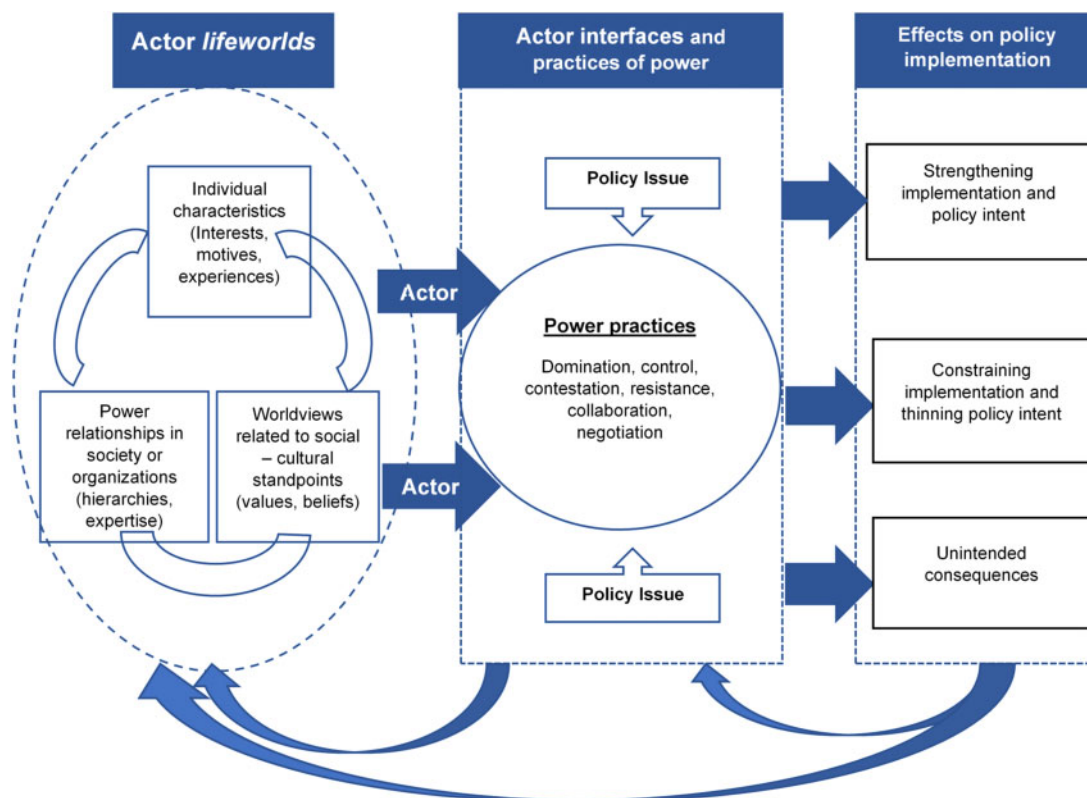 Actor lifeworlds
Individual
characteristics
(Interests,
motives,
experiences)
Power
relationships in
society or
organizations
(hierarchies,
expertise)
Worldviews
related to social
– cultural
standpoints
(values, beliefs)
Actor
Actor
Actor interfaces and
practices of power
Policy Issue
Power practices
Domination, control,
contestation, resistance,
collaboration,
negotiation
Policy Issue
Effects on policy
implementation
Strengthening
implementation and
policy intent
Constraining
implementation and
thinning policy intent
Unintended
consequences